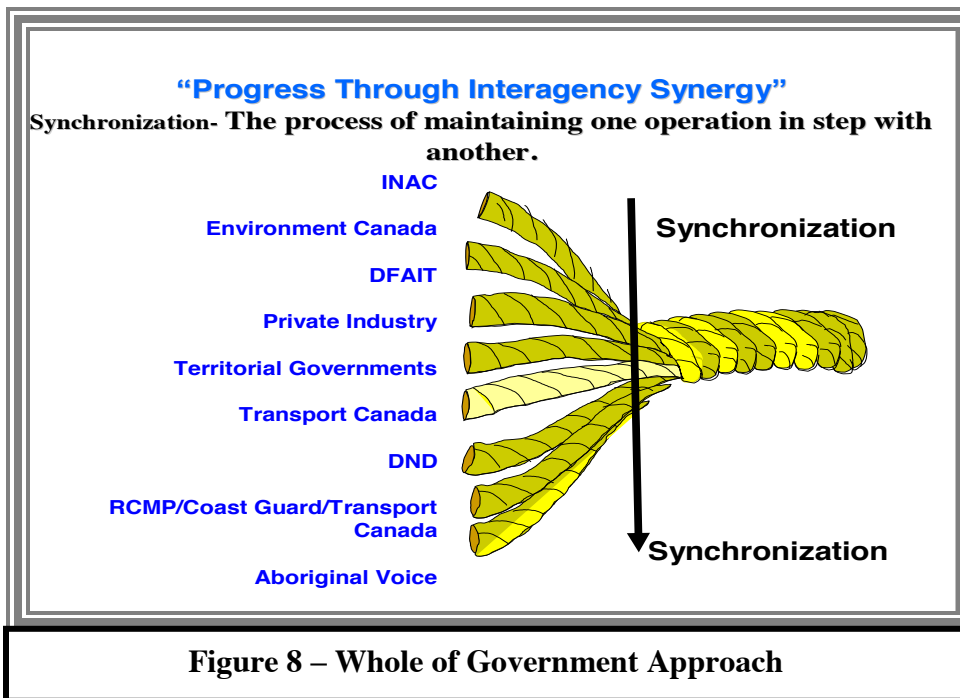 “Progress Through Interagency Synergy”
Synchronization- The process of maintaining one operation in step with
another.
INAC
Environment Canada
DFAIT
Private Industry
Territorial Governments
Transport Canada
DND
RCMP/Coast Guard/Transport
Canada
Aboriginal Voice
Synchronization
Synchronization
Figure 8 – Whole of Government Approach